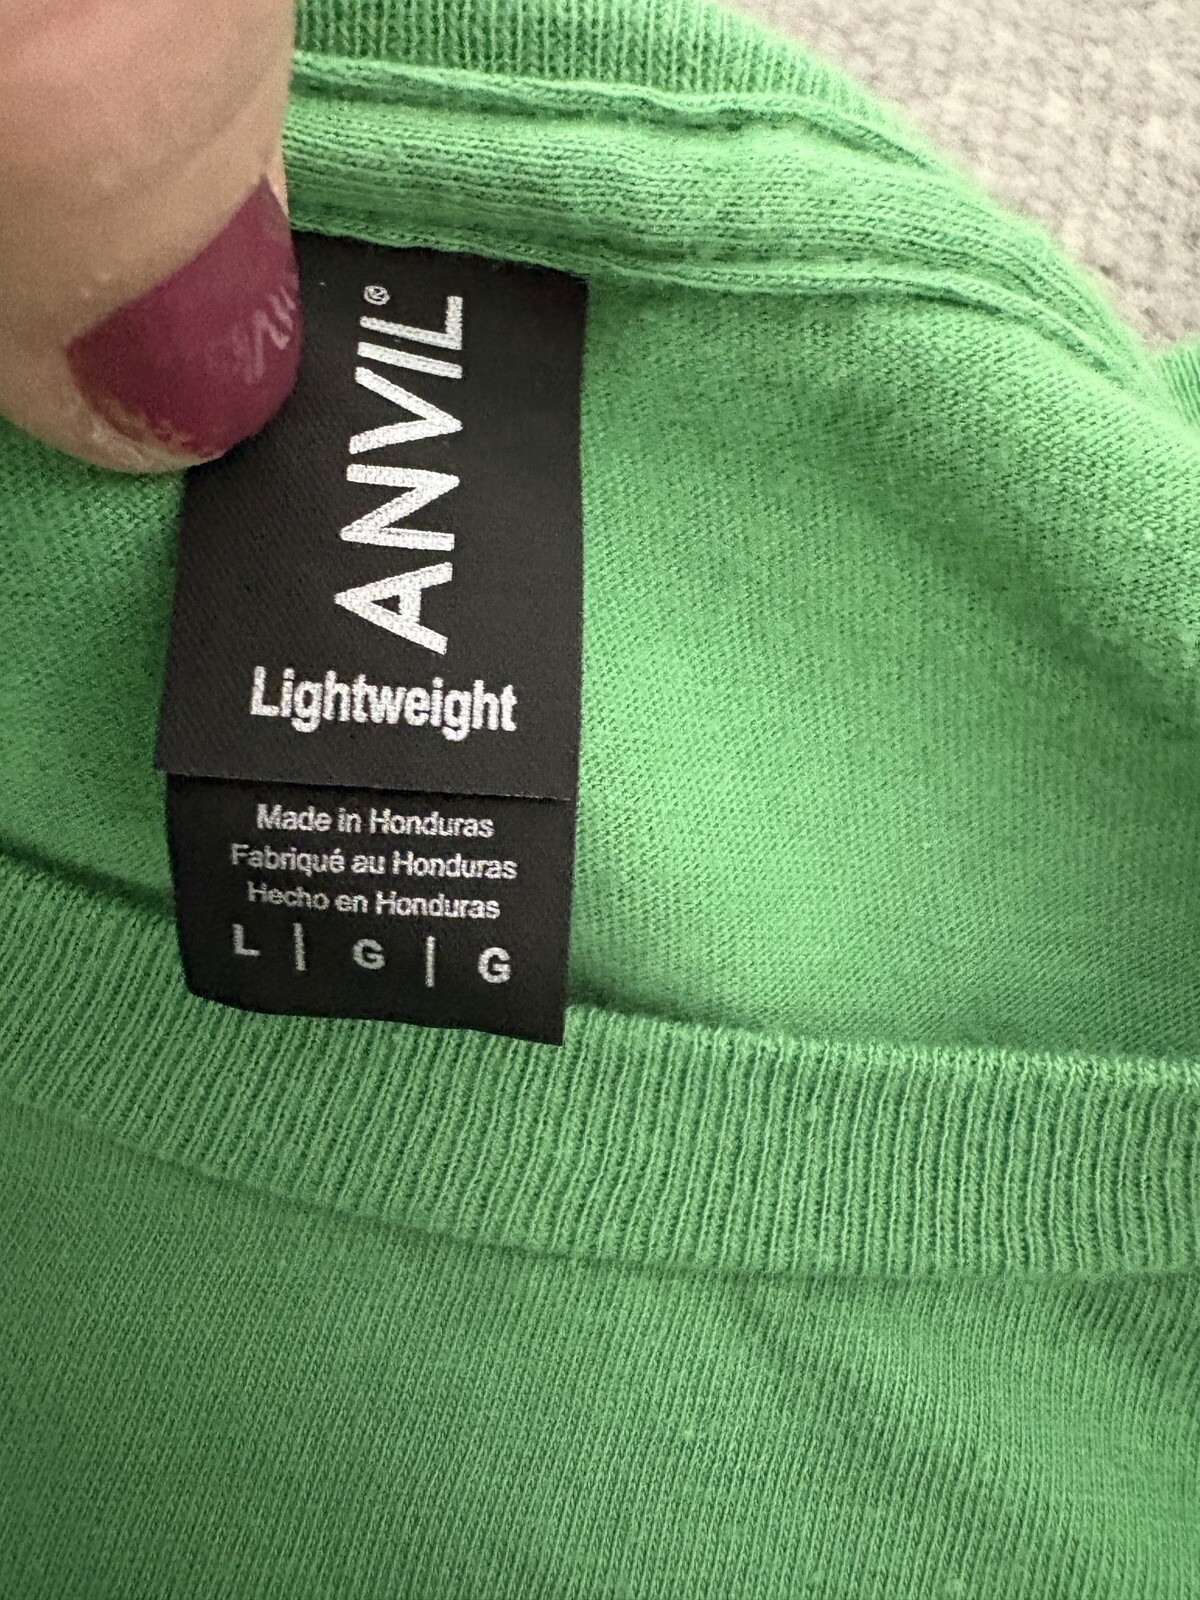 ANVIL®
Lightweight
Made in Honduras
Fabriqué au Honduras
Hecho en Honduras
L | G | G